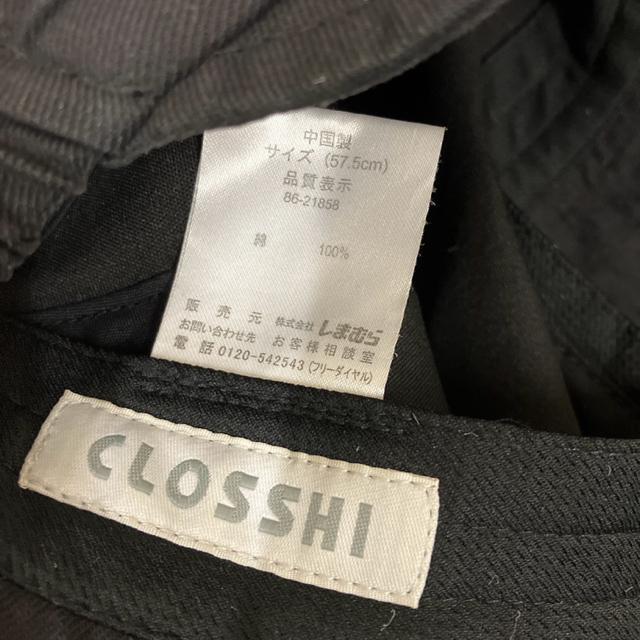 中国製
サイズ (57.5cm)
品質表示
86-21858
綿 100%
販売元 株式会社 しまむら
お問い合わせ先 お客様相談室
電話 0120-542543 (フリーダイヤル)
CLOSSHI